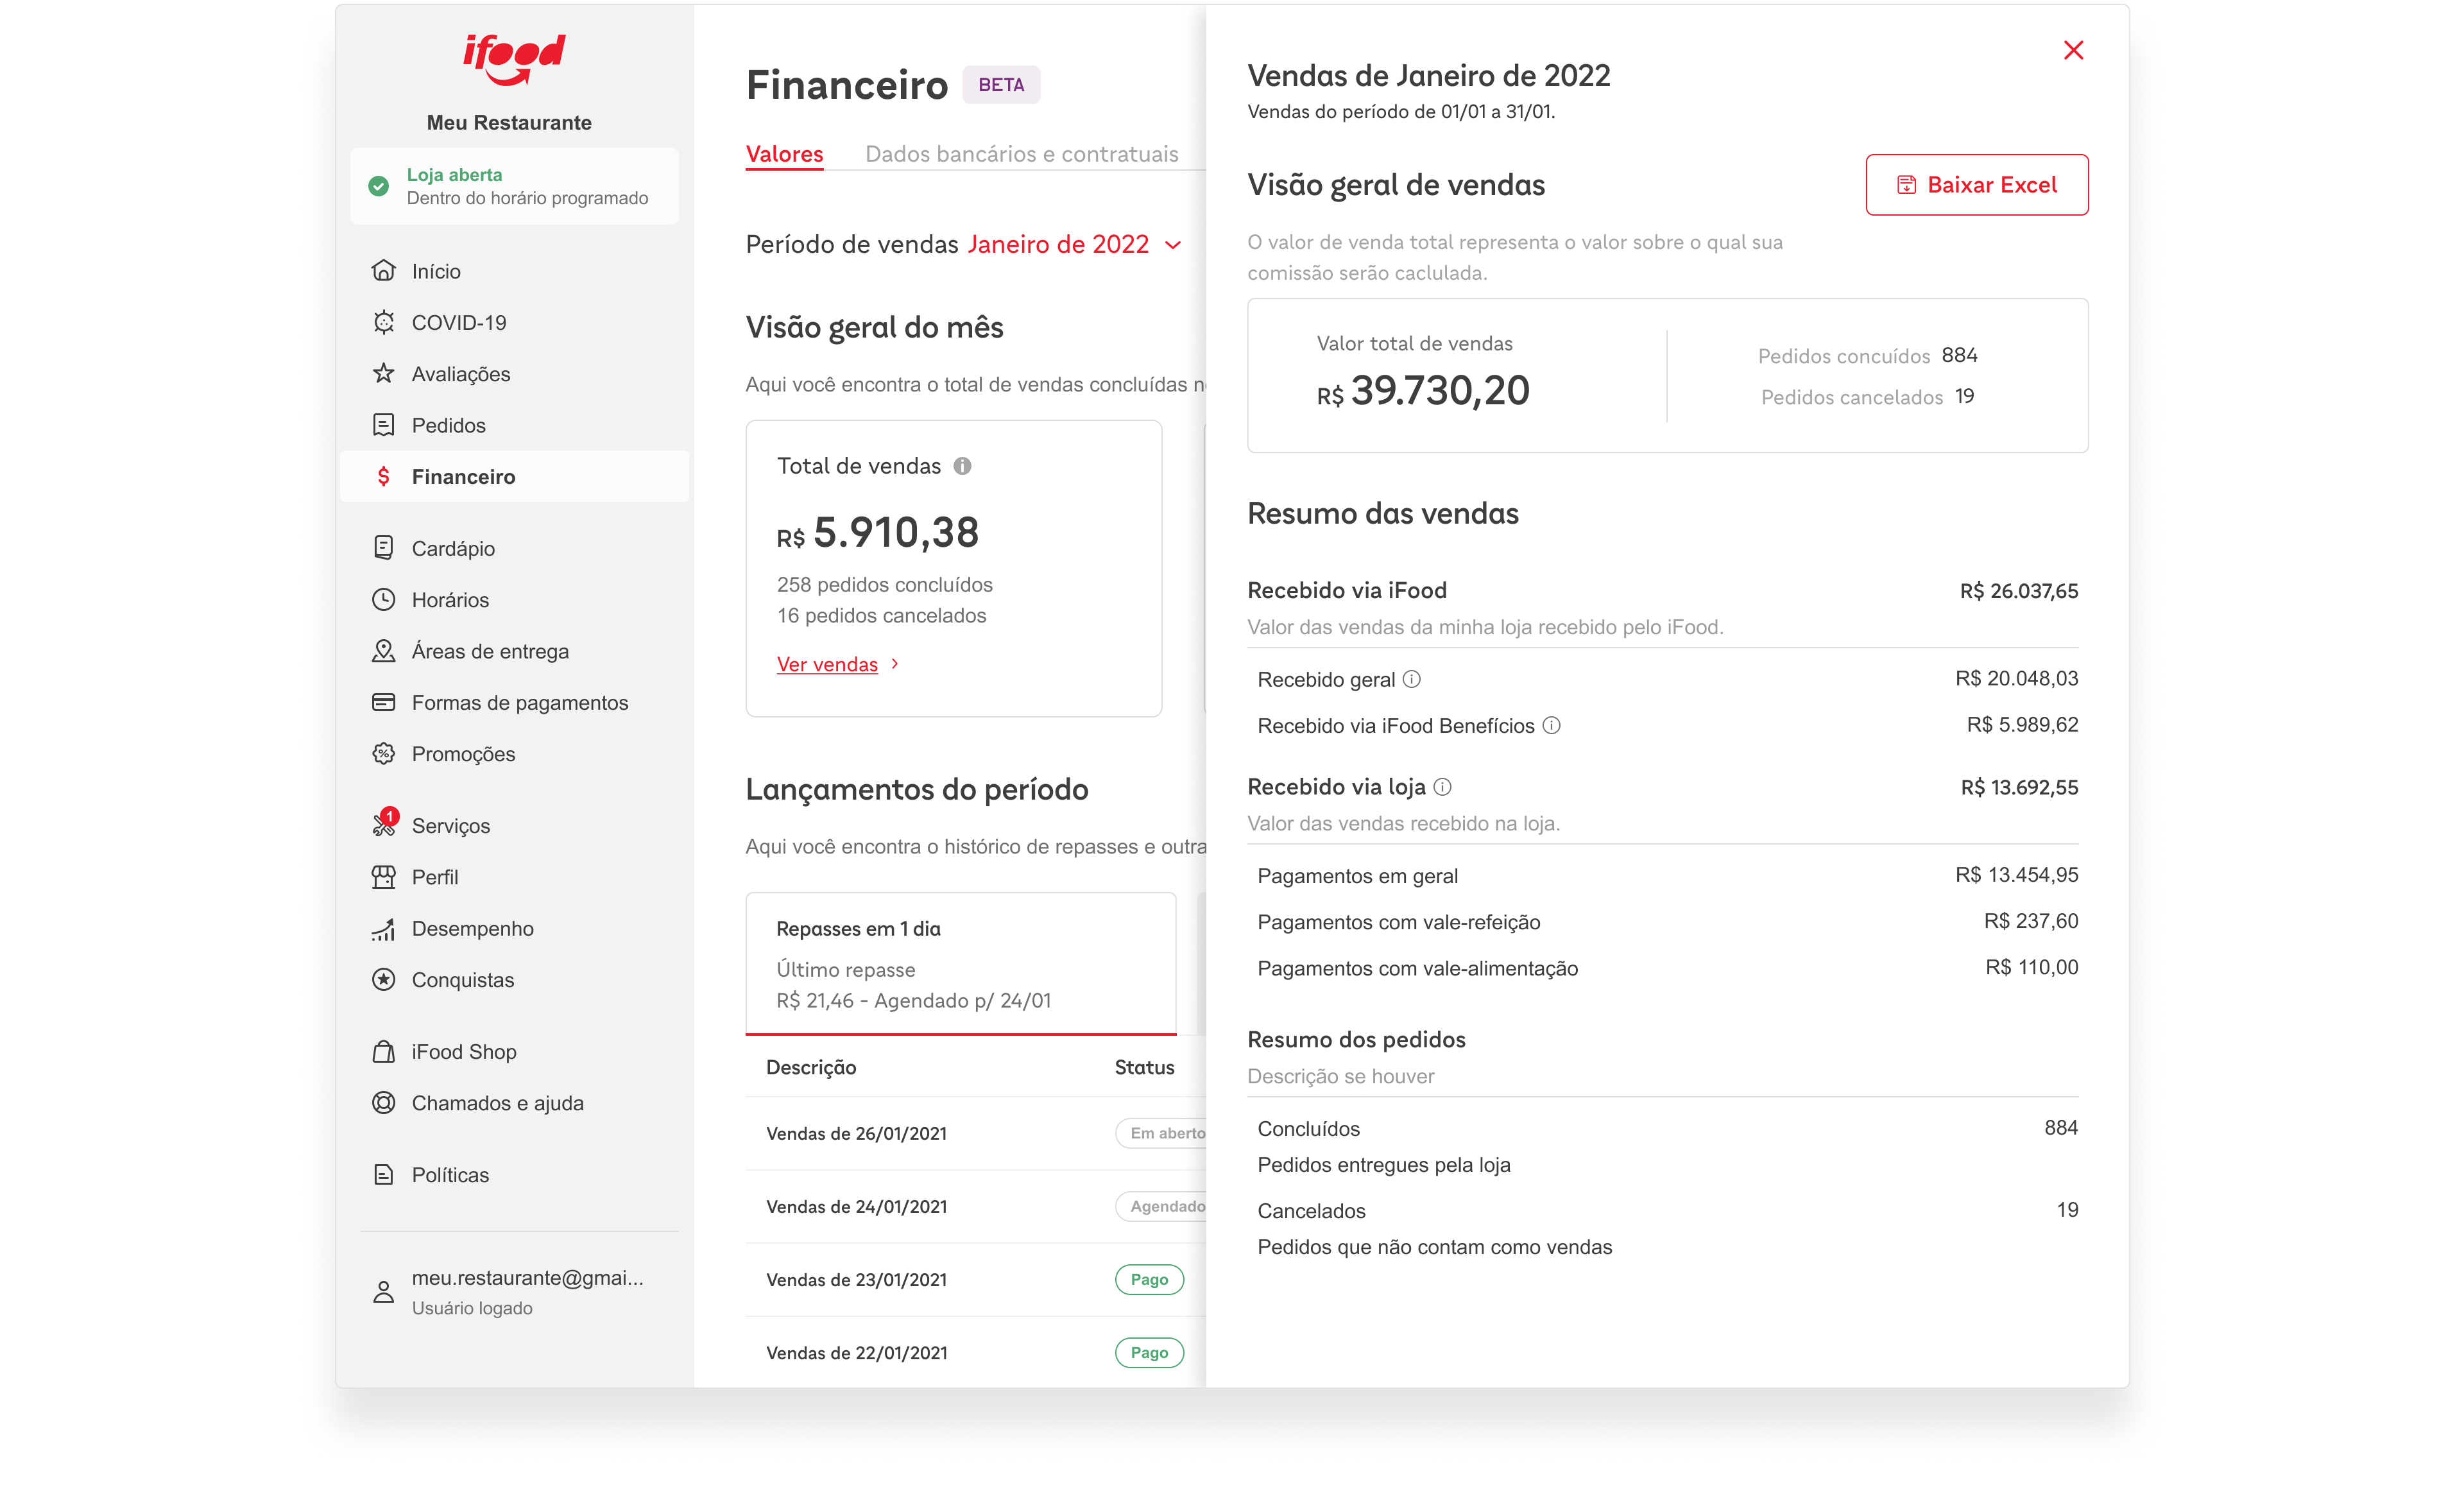 ifood
Meu Restaurante
Loja aberta
Dentro do horário programado
Início
COVID-19
Avaliações
Pedidos
Financeiro
Cardápio
Horários
Áreas de entrega
Formas de pagamentos
Promoções
1
Serviços
Perfil
Desempenho
Conquistas
iFood Shop
Chamados e ajuda
Políticas
meu.restaurante@gmai...
Usuário logado
Financeiro BETA
Valores Dados bancários e contratuais
Período de vendas Janeiro de 2022
Visão geral do mês
Aqui você encontra o total de vendas concluídas n
Total de vendas
R$ 5.910,38
258 pedidos concluídos
16 pedidos cancelados
Ver vendas
Lançamentos do período
Aqui você encontra o histórico de repasses e outra
Repasses em 1 dia
Último repasse
R$ 21,46 - Agendado p/ 24/01
Descrição Status
Vendas de 26/01/2021 Em aberto
Vendas de 24/01/2021 Agendado
Vendas de 23/01/2021 Pago
Vendas de 22/01/2021 Pago
Vendas de Janeiro de 2022
Vendas do período de 01/01 a 31/01.
Visão geral de vendas
Baixar Excel
O valor de venda total representa o valor sobre o qual sua
comissão serão caclulada.
Valor total de vendas
R$ 39.730,20
Pedidos concuídos 884
Pedidos cancelados 19
Resumo das vendas
Recebido via iFood R$ 26.037,65
Valor das vendas da minha loja recebido pelo iFood.
Recebido geral R$ 20.048,03
Recebido via iFood Benefícios R$ 5.989,62
Recebido via loja R$ 13.692,55
Valor das vendas recebido na loja.
Pagamentos em geral R$ 13.454,95
Pagamentos com vale-refeição R$ 237,60
Pagamentos com vale-alimentação R$ 110,00
Resumo dos pedidos
Descrição se houver
Concluídos 884
Pedidos entregues pela loja
Cancelados 19
Pedidos que não contam como vendas